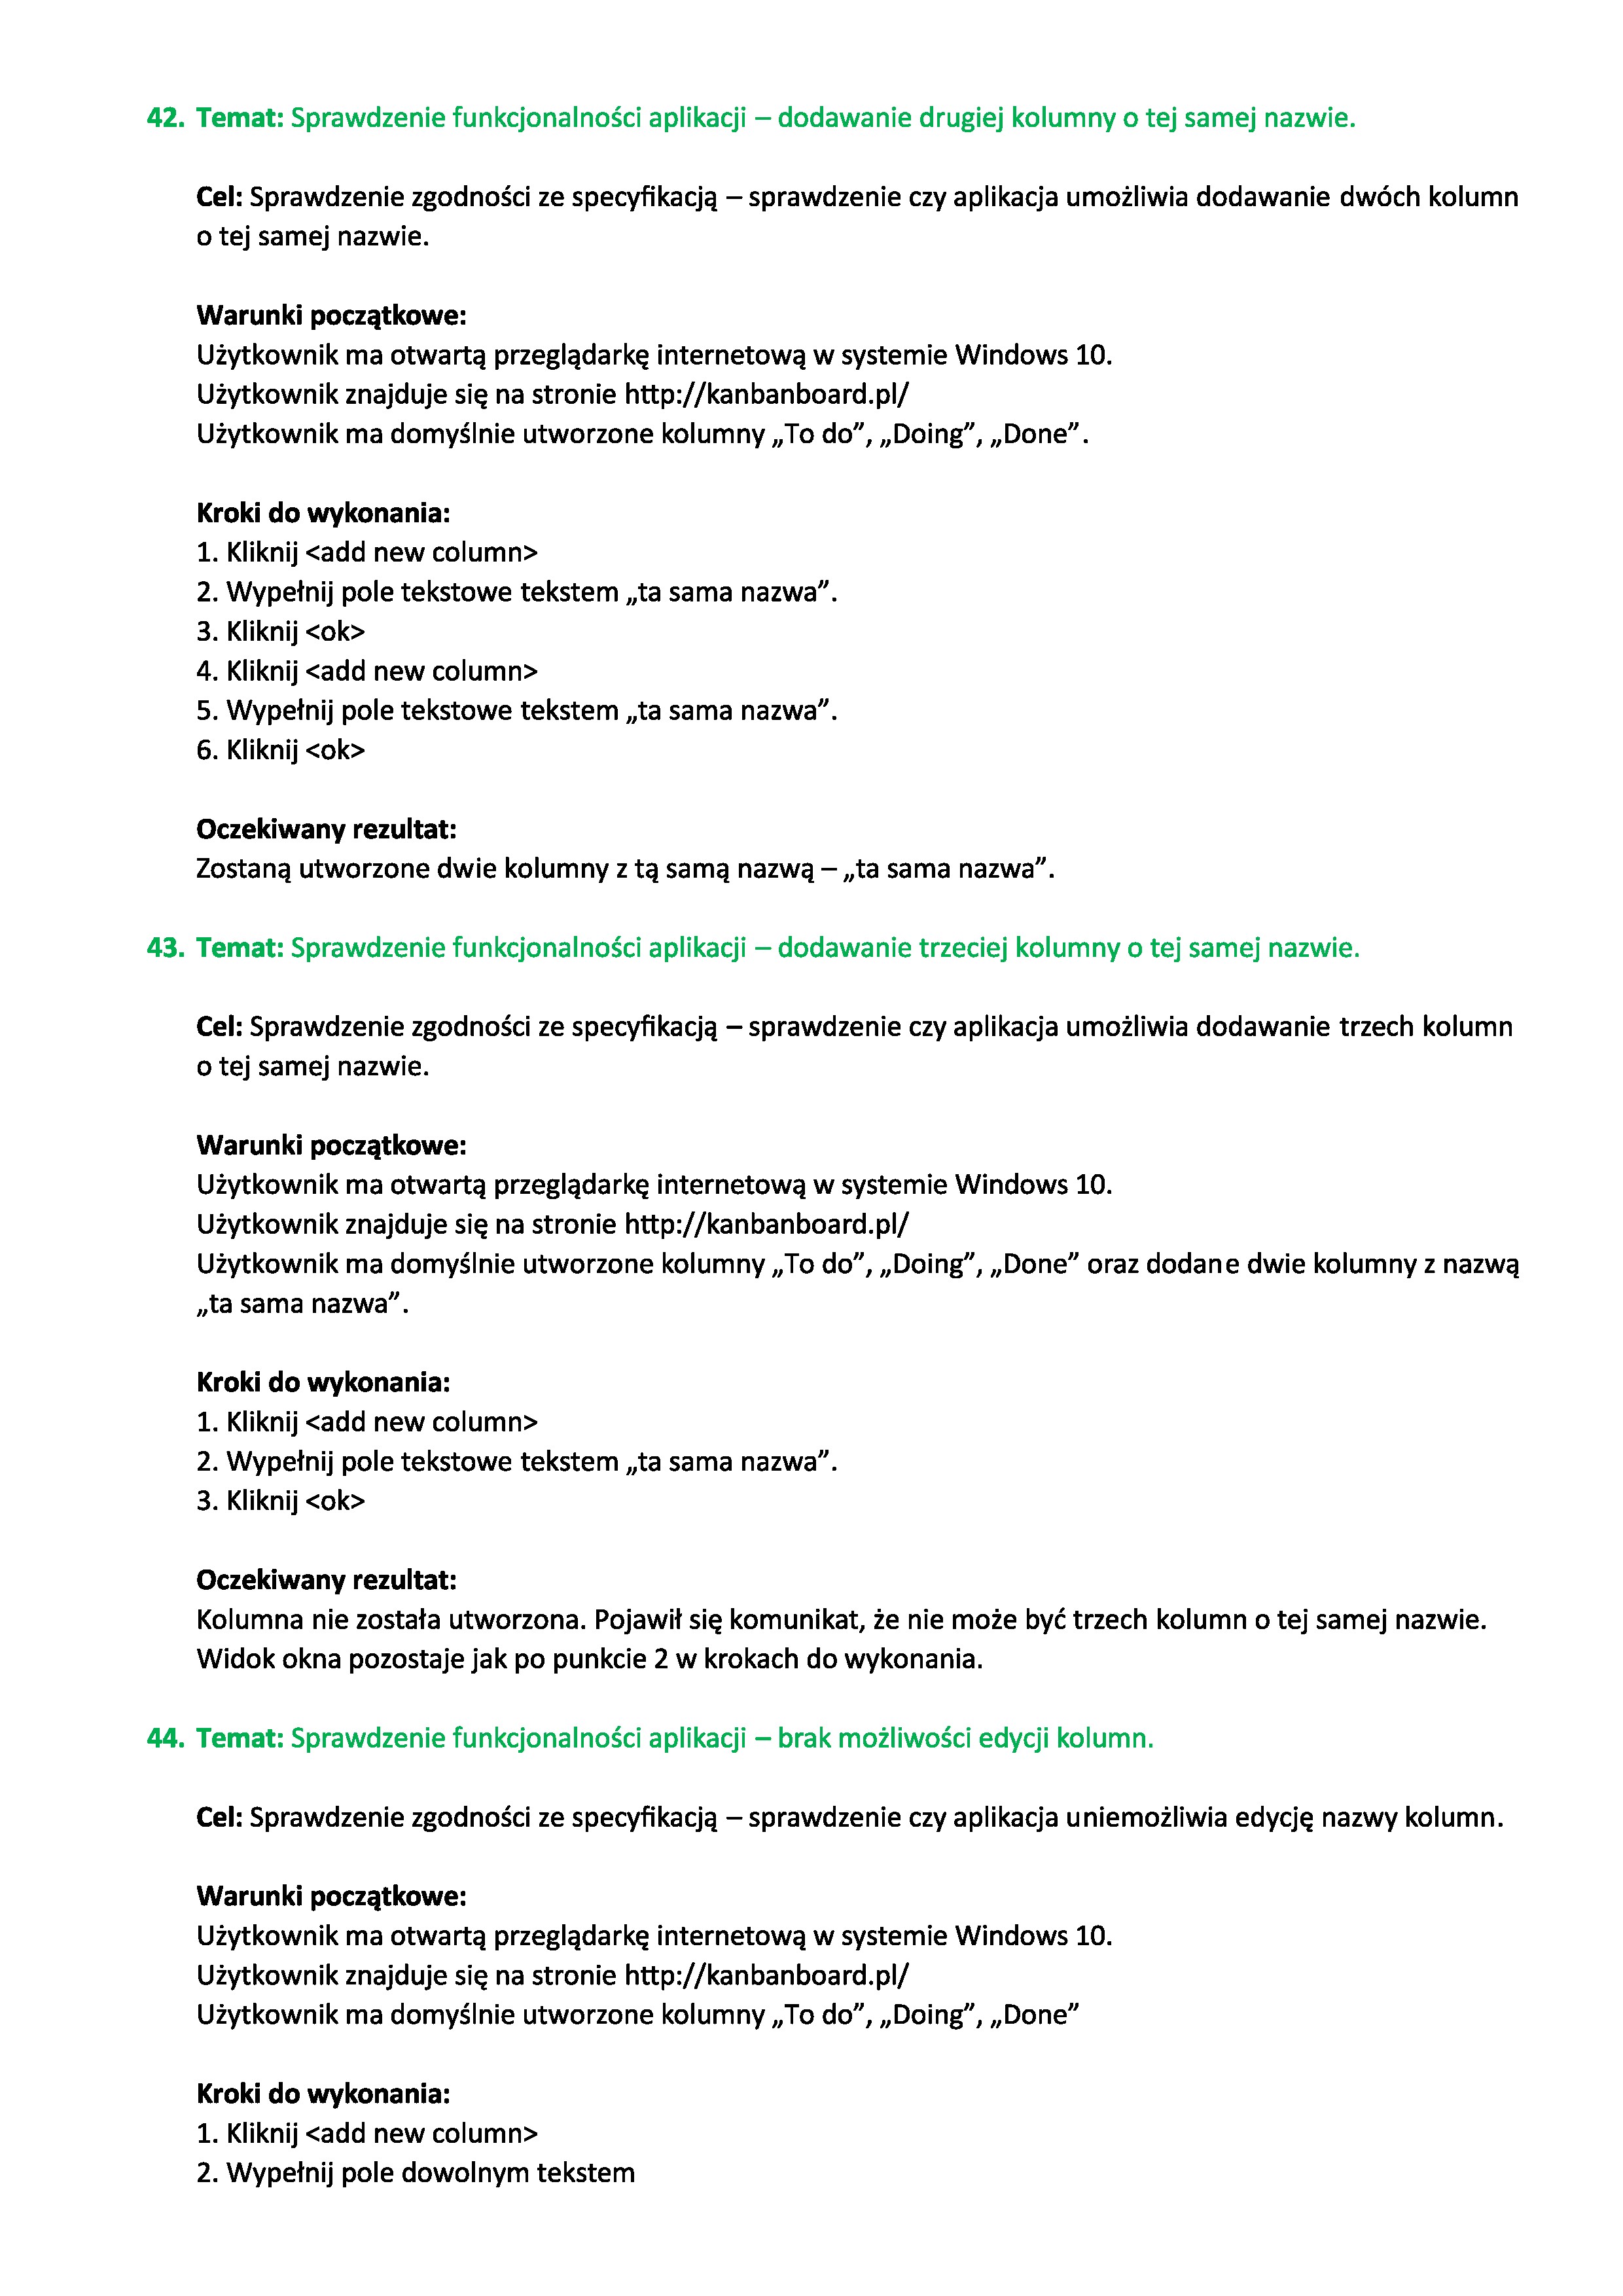 42. Temat: Sprawdzenie funkcjonalności aplikacji – dodawanie drugiej kolumny o tej samej nazwie.
Cel: Sprawdzenie zgodności ze specyfikacją – sprawdzenie czy aplikacja umożliwia dodawanie dwóch kolumn
o tej samej nazwie.
Warunki początkowe:
Użytkownik ma otwartą przeglądarkę internetową w systemie Windows 10.
Użytkownik znajduje się na stronie http://kanbanboard.pl/
Użytkownik ma domyślnie utworzone kolumny „To do”, „Doing”, „Done”.
Kroki do wykonania:
1. Kliknij <add new column>
2. Wypełnij pole tekstowe tekstem „ta sama nazwa”.
3. Kliknij <ok>
4. Kliknij <add new column>
5. Wypełnij pole tekstowe tekstem „ta sama nazwa”.
6. Kliknij <ok>
Oczekiwany rezultat:
Zostaną utworzone dwie kolumny z tą samą nazwą – „ta sama nazwa”.
43. Temat: Sprawdzenie funkcjonalności aplikacji – dodawanie trzeciej kolumny o tej samej nazwie.
Cel: Sprawdzenie zgodności ze specyfikacją – sprawdzenie czy aplikacja umożliwia dodawanie trzech kolumn
o tej samej nazwie.
Warunki początkowe:
Użytkownik ma otwartą przeglądarkę internetową w systemie Windows 10.
Użytkownik znajduje się na stronie http://kanbanboard.pl/
Użytkownik ma domyślnie utworzone kolumny „To do”, „Doing”, „Done” oraz dodane dwie kolumny z nazwą
„ta sama nazwa”.
Kroki do wykonania:
1. Kliknij <add new column>
2. Wypełnij pole tekstowe tekstem „ta sama nazwa”.
3. Kliknij <ok>
Oczekiwany rezultat:
Kolumna nie została utworzona. Pojawił się komunikat, że nie może być trzech kolumn o tej samej nazwie.
Widok okna pozostaje jak po punkcie 2 w krokach do wykonania.
44. Temat: Sprawdzenie funkcjonalności aplikacji – brak możliwości edycji kolumn.
Cel: Sprawdzenie zgodności ze specyfikacją – sprawdzenie czy aplikacja uniemożliwia edycję nazwy kolumn.
Warunki początkowe:
Użytkownik ma otwartą przeglądarkę internetową w systemie Windows 10.
Użytkownik znajduje się na stronie http://kanbanboard.pl/
Użytkownik ma domyślnie utworzone kolumny „To do”, „Doing”, „Done”
Kroki do wykonania:
1. Kliknij <add new column>
2. Wypełnij pole dowolnym tekstem